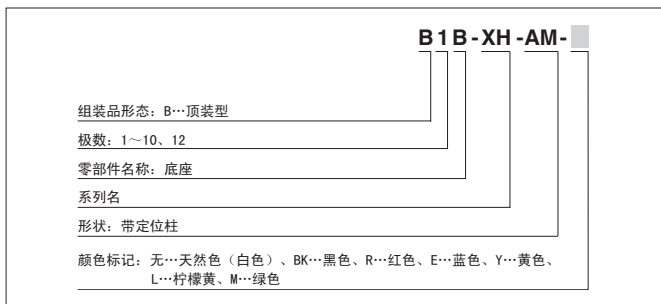 B 1 B - XH - AM -
组装品形态：B…顶装型
极数：1～10、12
零部件名称：底座
系列名
形状：带定位柱
颜色标记：无…天然色（白色）、BK…黑色、R…红色、E…蓝色、Y…黄色、
L…柠檬黄、M…绿色